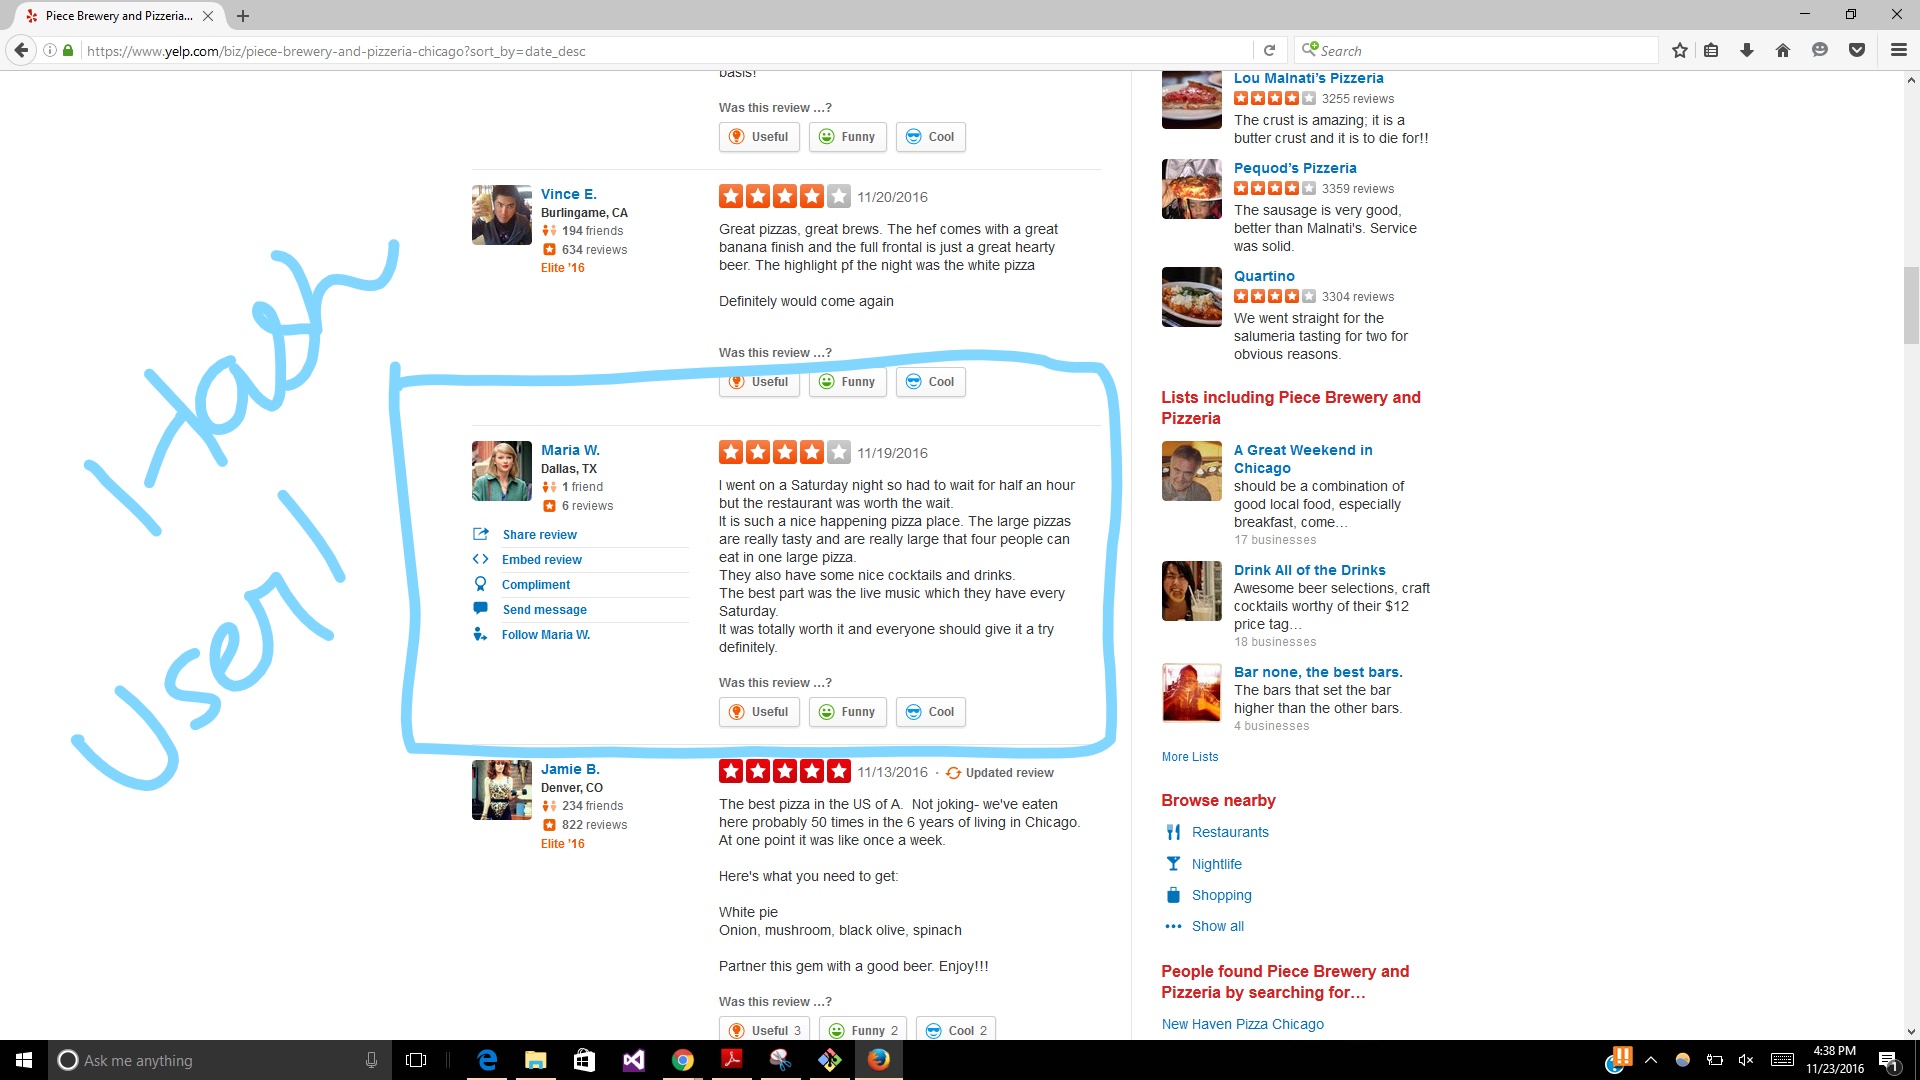 Piece Brewery and Pizzeria...
https://www.yelp.com/biz/piece-brewery-and-pizzeria-chicago?sort_by=date_desc
Search
basis!
Was this review ...?
Useful Funny Cool
Vince E.
Burlingame, CA
194 friends
634 reviews
Elite '16
11/20/2016
Great pizzas, great brews. The hef comes with a great
banana finish and the full frontal is just a great hearty
beer. The highlight pf the night was the white pizza
Definitely would come again
Was this review ...?
Useful Funny Cool
Hash
User 1
Maria W.
Dallas, TX
1 friend
6 reviews
Share review
Embed review
Compliment
Send message
Follow Maria W.
11/19/2016
I went on a Saturday night so had to wait for half an hour
but the restaurant was worth the wait.
It is such a nice happening pizza place. The large pizzas
are really tasty and are really large that four people can
eat in one large pizza.
They also have some nice cocktails and drinks.
The best part was the live music which they have every
Saturday.
It was totally worth it and everyone should give it a try
definitely.
Was this review ...?
Useful Funny Cool
Jamie B.
Denver, CO
234 friends
822 reviews
Elite '16
11/13/2016 · Updated review
The best pizza in the US of A. Not joking- we've eaten
here probably 50 times in the 6 years of living in Chicago.
At one point it was like once a week.
Here's what you need to get:
White pie
Onion, mushroom, black olive, spinach
Partner this gem with a good beer. Enjoy!!!
Was this review ...?
Useful 3 Funny 2 Cool 2
Lou Malnati's Pizzeria
3255 reviews
The crust is amazing; it is a
butter crust and it is to die for!!
Pequod's Pizzeria
3359 reviews
The sausage is very good,
better than Malnati's. Service
was solid.
Quartino
3304 reviews
We went straight for the
salumeria tasting for two for
obvious reasons.
Lists including Piece Brewery and
Pizzeria
A Great Weekend in
Chicago
should be a combination of
good local food, especially
breakfast, come…
17 businesses
Drink All of the Drinks
Awesome beer selections, craft
cocktails worthy of their $12
price tag…
18 businesses
Bar none, the best bars.
The bars that set the bar
higher than the other bars.
4 businesses
More Lists
Browse nearby
Restaurants
Nightlife
Shopping
Show all
People found Piece Brewery and
Pizzeria by searching for…
New Haven Pizza Chicago
Ask me anything
4:38 PM
11/23/2016
1